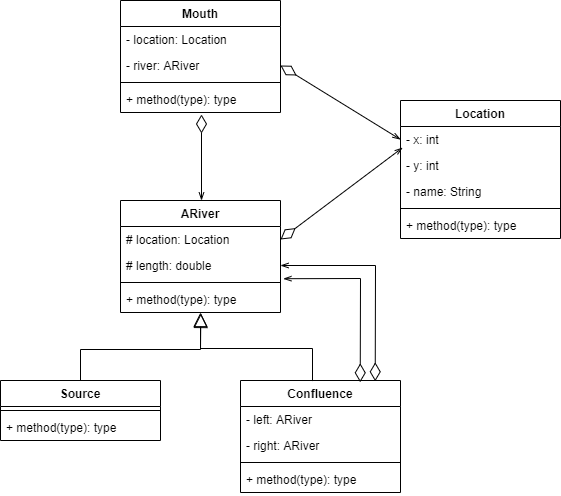 Mouth
- location: Location
- river: ARiver
+ method(type): type
Location
- x: int
- y: int
- name: String
+ method(type): type
ARiver
# location: Location
# length: double
+ method(type): type
Source
+ method(type): type
Confluence
- left: ARiver
- right: ARiver
+ method(type): type